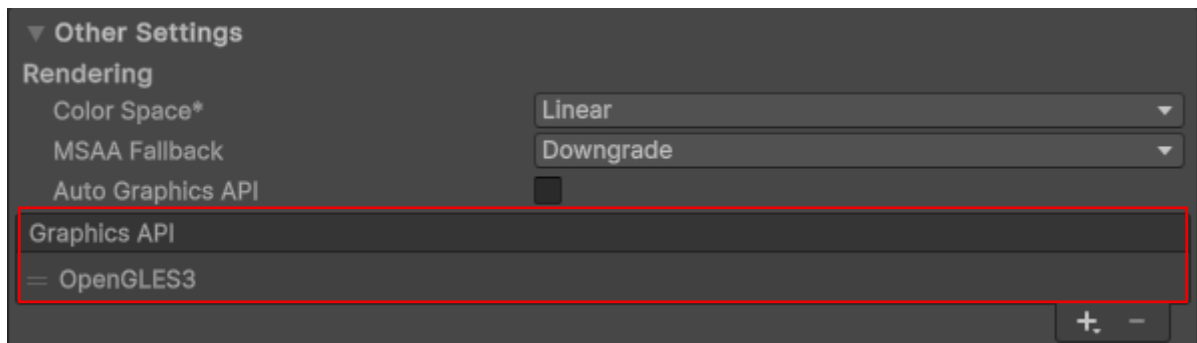 Other Settings
Rendering
Color Space* Linear
MSAA Fallback Downgrade
Auto Graphics API
Graphics API
OpenGLES3